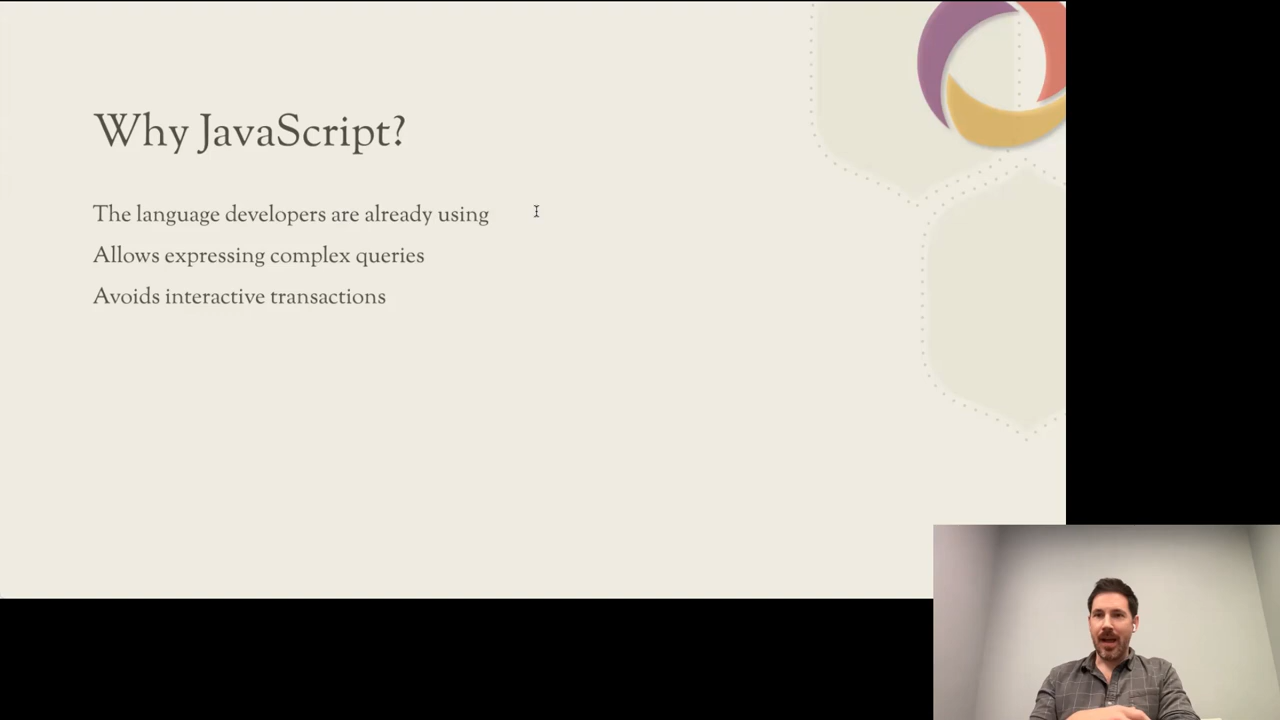 Why JavaScript?
The language developers are already using
Allows expressing complex queries
Avoids interactive transactions